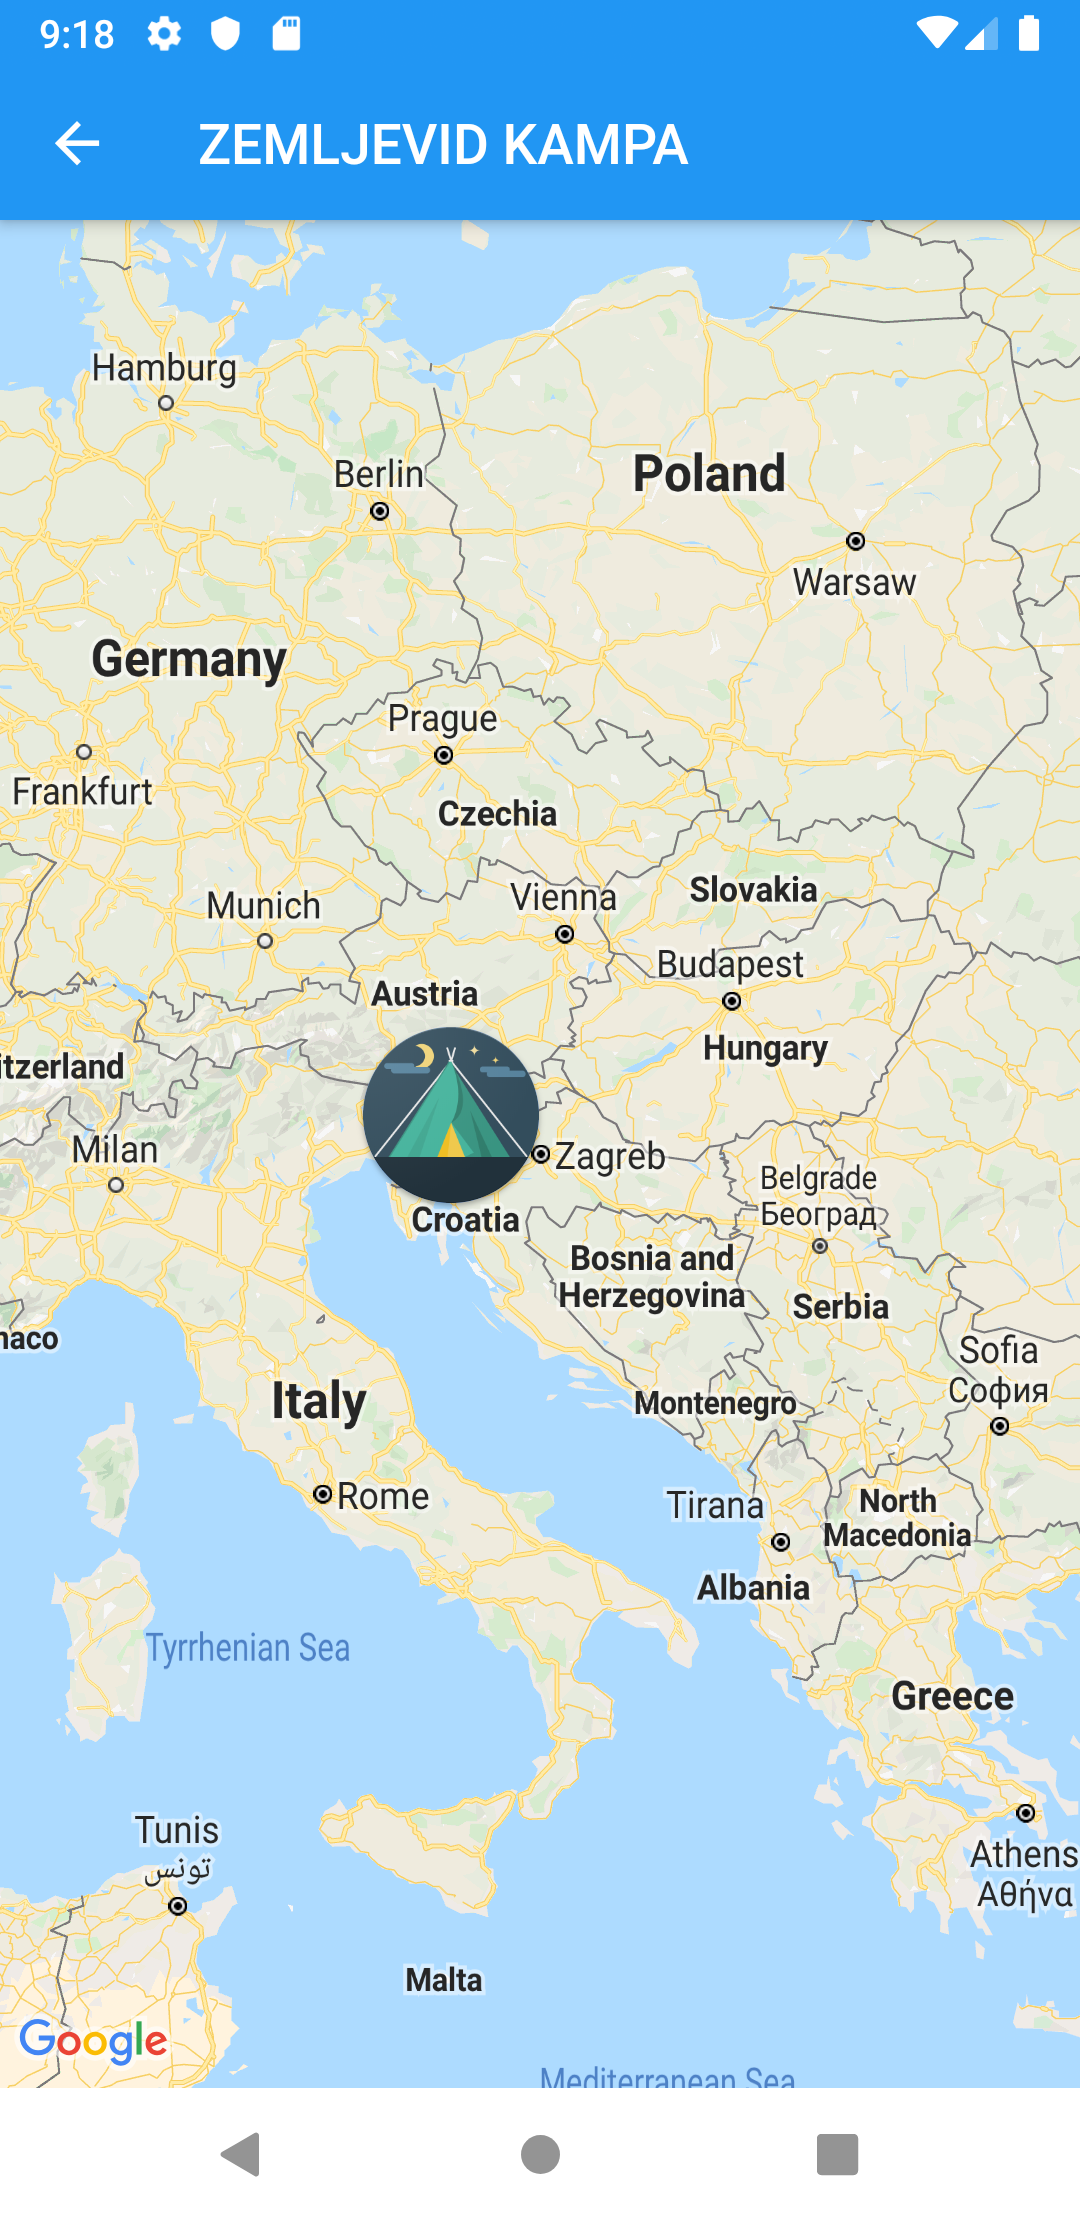 9:18
ZEMLJEVID KAMPA
Hamburg
Berlin
Poland
Warsaw
Germany
Prague
Frankfurt
Czechia
Munich
Vienna
Slovakia
Budapest
Austria
Hungary
itzerland
Milan
Zagreb
Belgrade
Београд
Croatia
Bosnia and
Herzegovina
Serbia
naco
Sofia
София
Italy
Montenegro
Rome
Tirana
North
Macedonia
Albania
Tyrrhenian Sea
Greece
Tunis
تونس
Athens
Αθήνα
Malta
Google
Mediterranean Sea